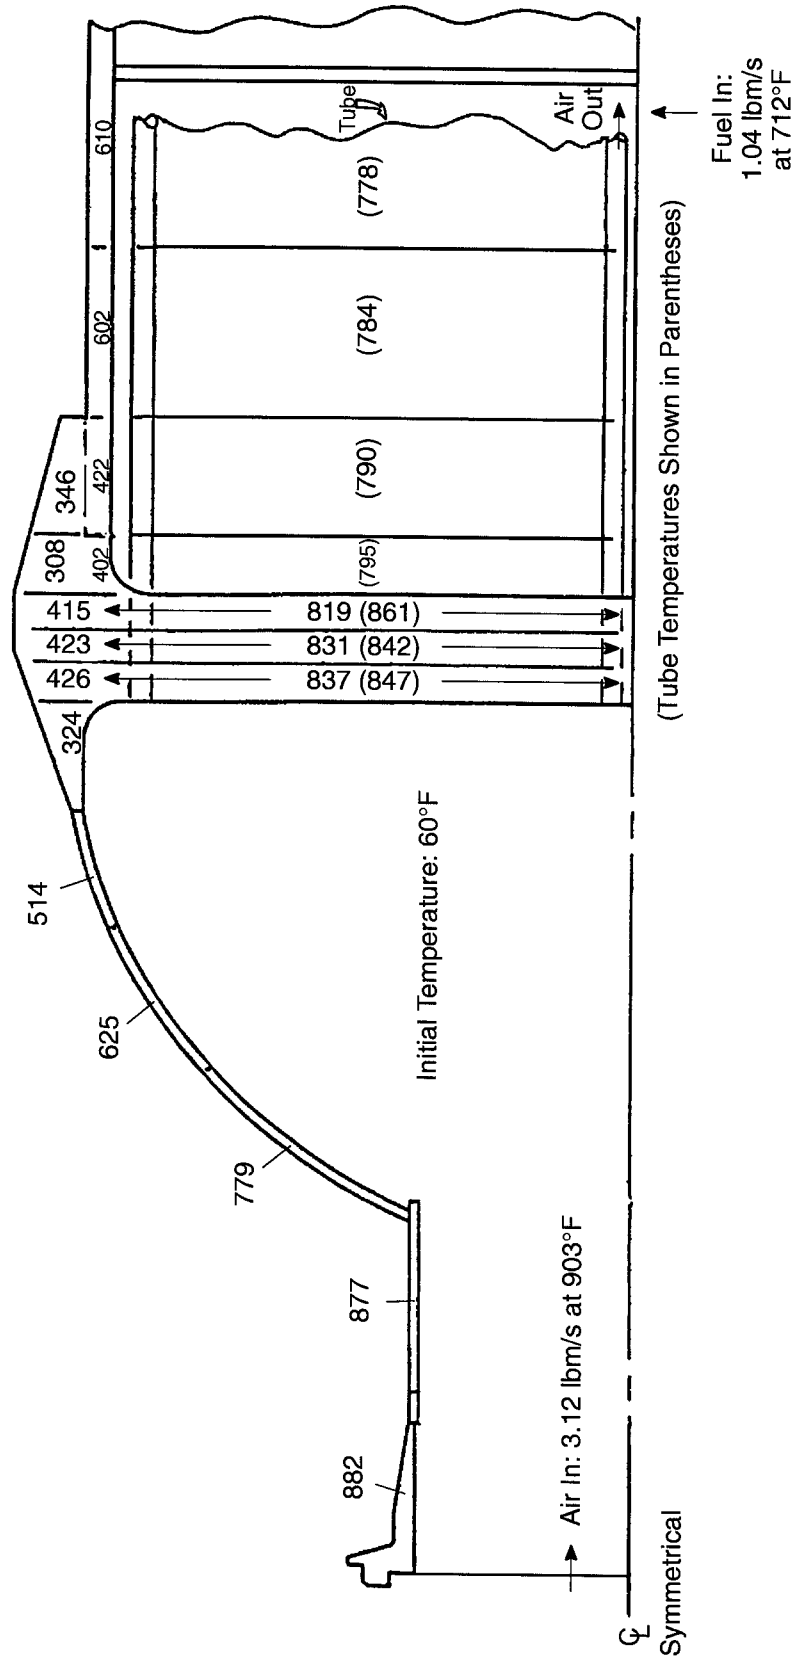 514
625
779
877
882
324
426
423
415
308
346
402
422
602
610
837 (847)
831 (842)
819 (861)
(795)
(790)
(784)
(778)
Tube
Air
Out
Fuel In:
1.04 lbm/s
at 712°F
Initial Temperature: 60°F
Air In: 3.12 lbm/s at 903°F
℄
Symmetrical
(Tube Temperatures Shown in Parentheses)